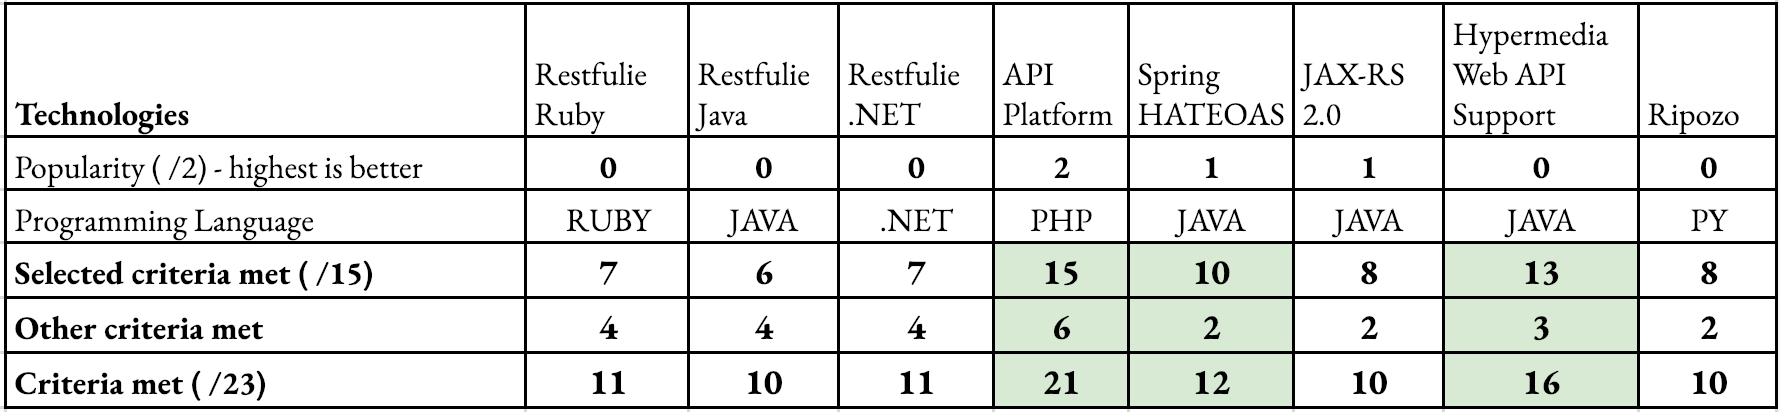 Technologies Restfulie Ruby Restfulie Java Restfulie .NET API Platform Spring HATEOAS JAX-RS 2.0 Hypermedia Web API Support Ripozo
Popularity ( /2) - highest is better 0 0 0 2 1 1 0 0
Programming Language RUBY JAVA .NET PHP JAVA JAVA JAVA PY
Selected criteria met ( /15) 7 6 7 15 10 8 13 8
Other criteria met 4 4 4 6 2 2 3 2
Criteria met ( /23) 11 10 11 21 12 10 16 10